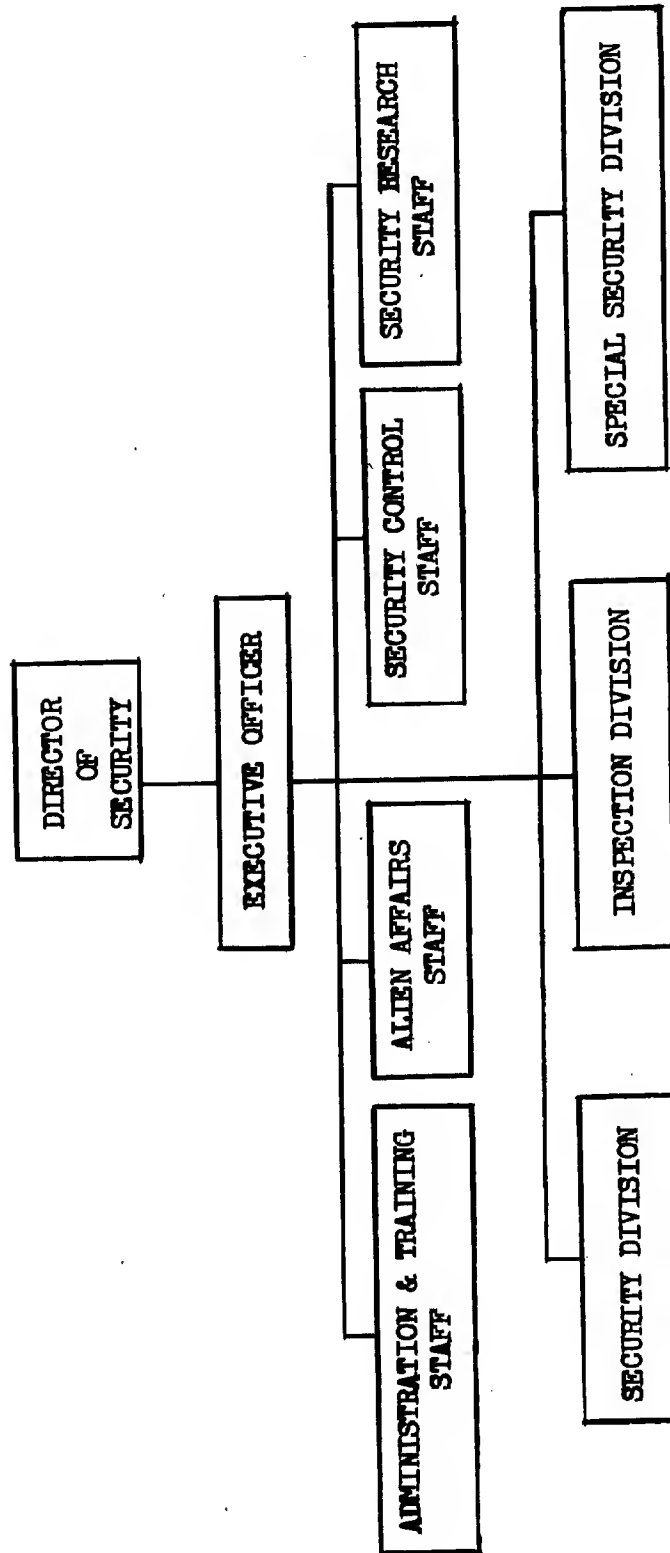 DIRECTOR
OF
SECURITY
EXECUTIVE OFFICER
ADMINISTRATION & TRAINING
STAFF
ALIEN AFFAIRS
STAFF
SECURITY CONTROL
STAFF
SECURITY RESEARCH
STAFF
SECURITY DIVISION
INSPECTION DIVISION
SPECIAL SECURITY DIVISION